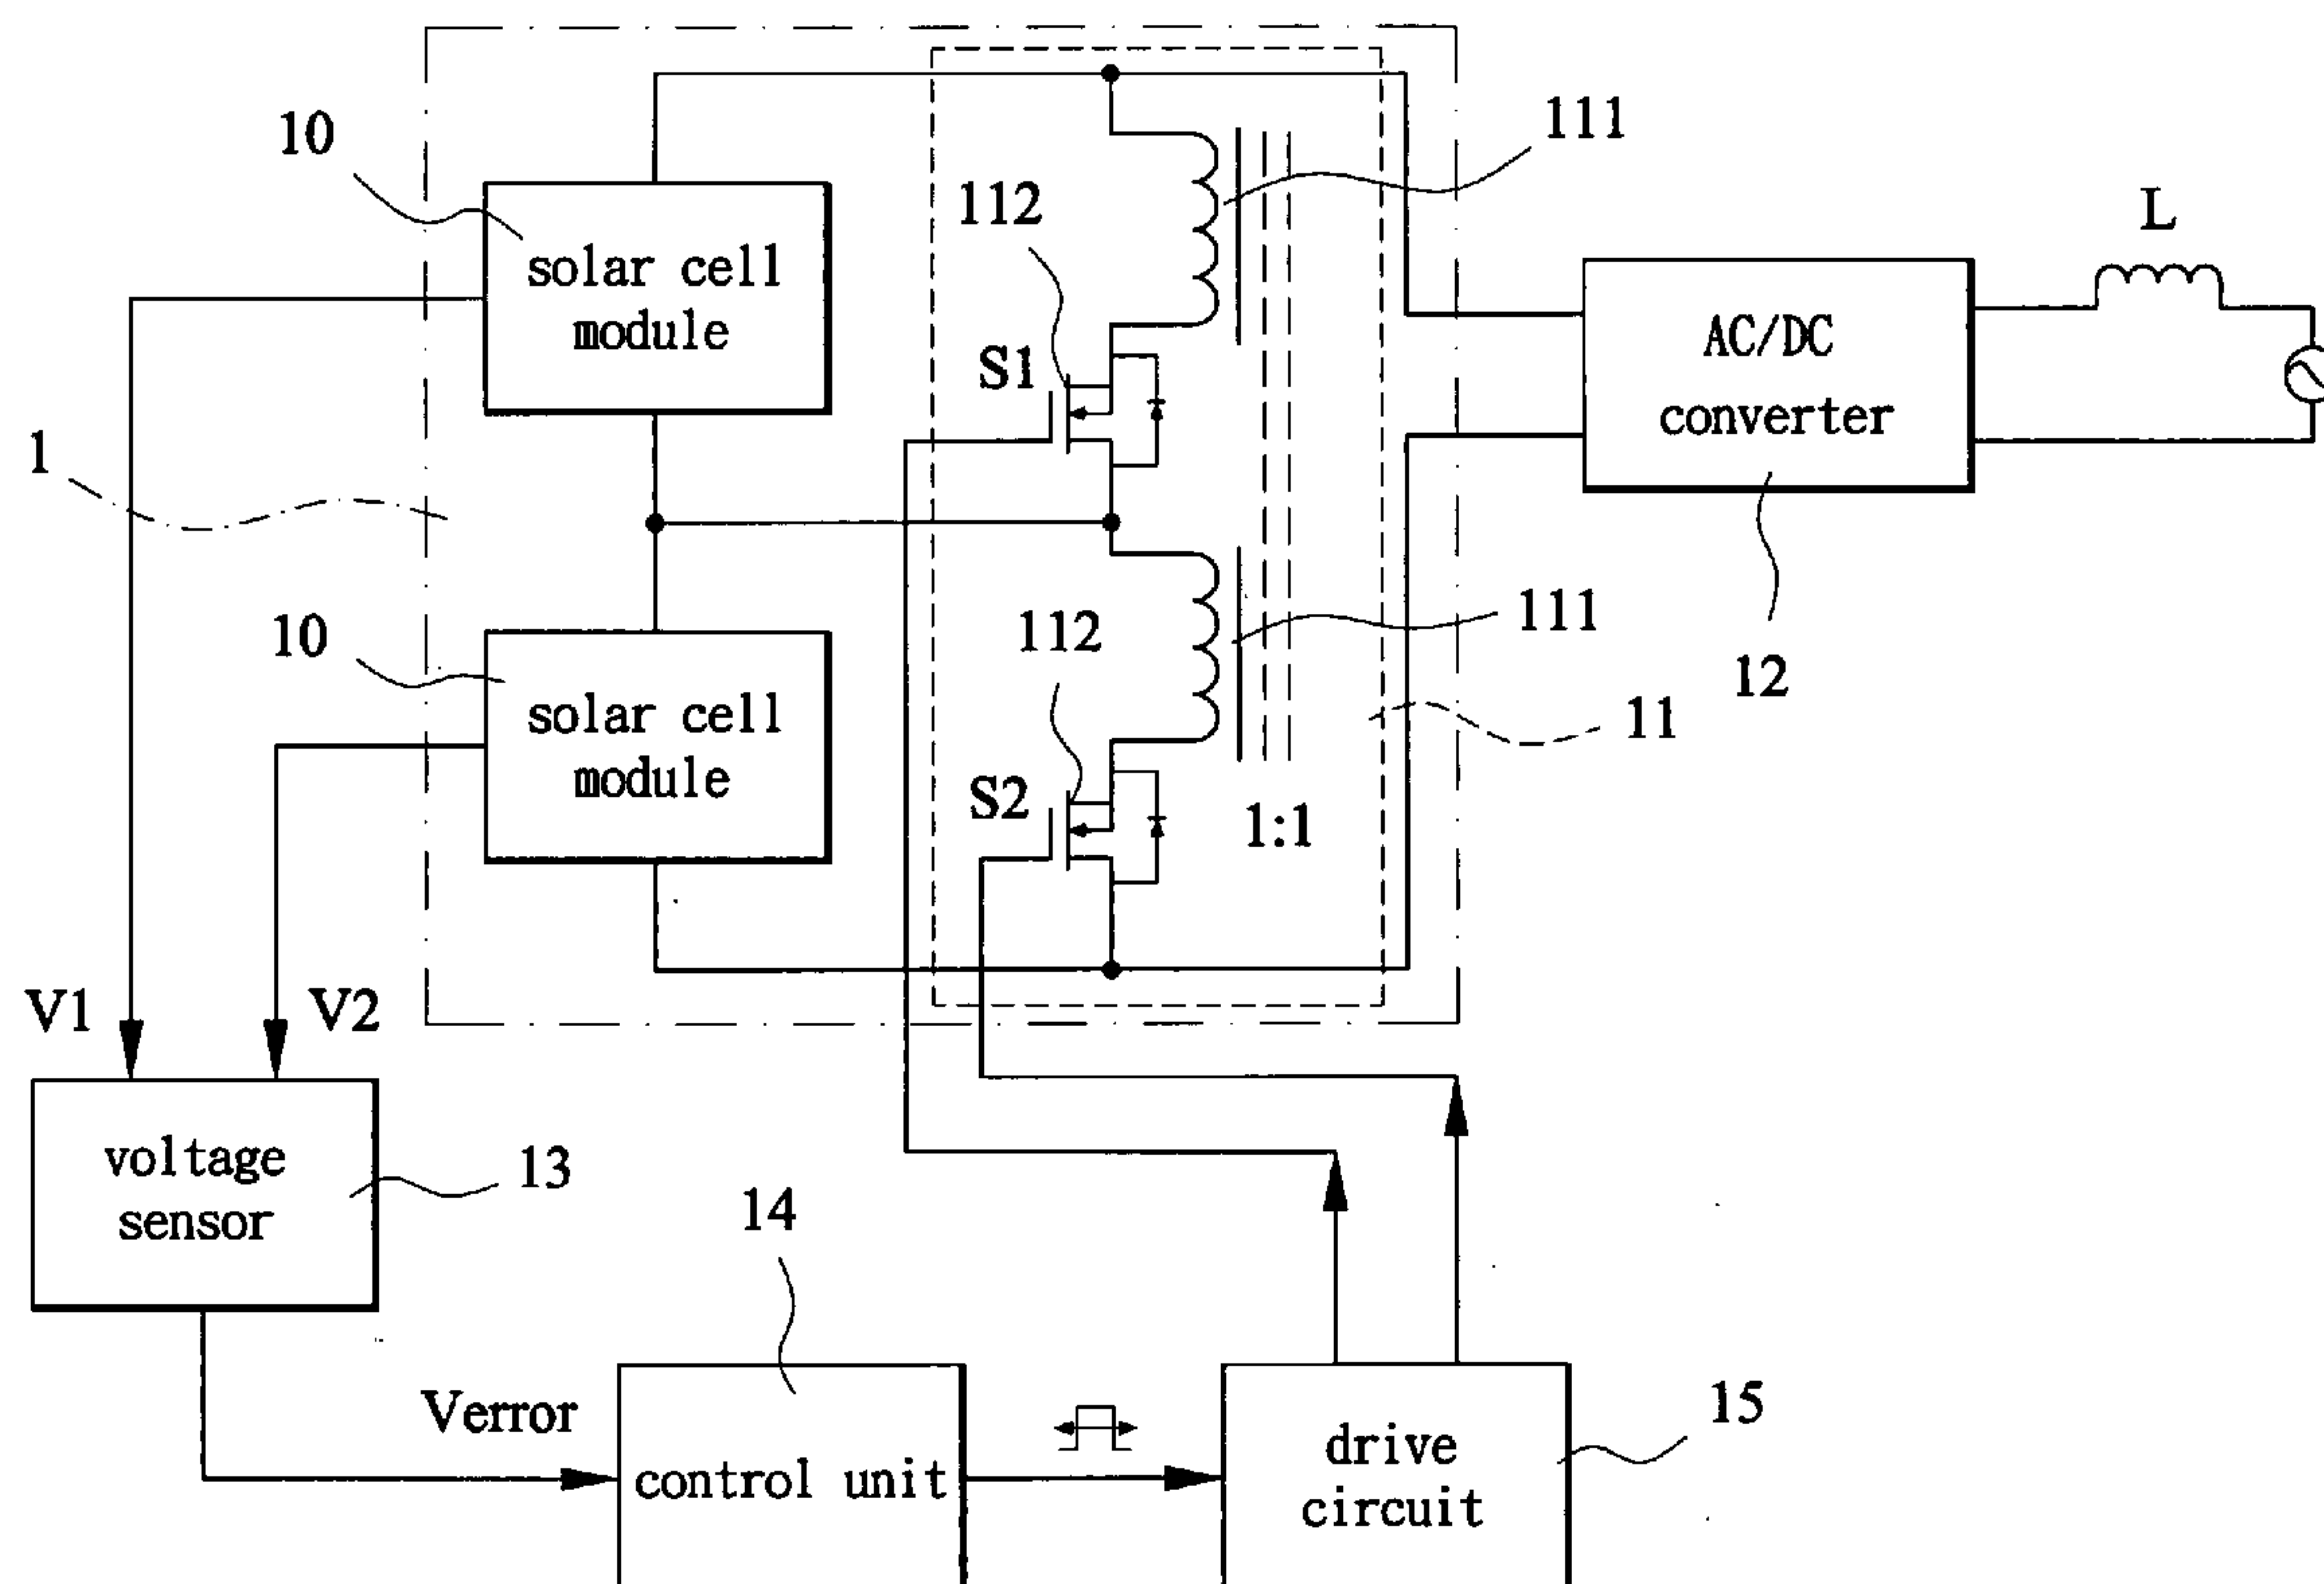 10
solar cell
module
112
S1
111
L
AC/DC
converter
12
1
10
solar cell
module
112
S2
111
11
1:1
V1
V2
voltage
sensor
13
14
Verror
control unit
drive
circuit
15